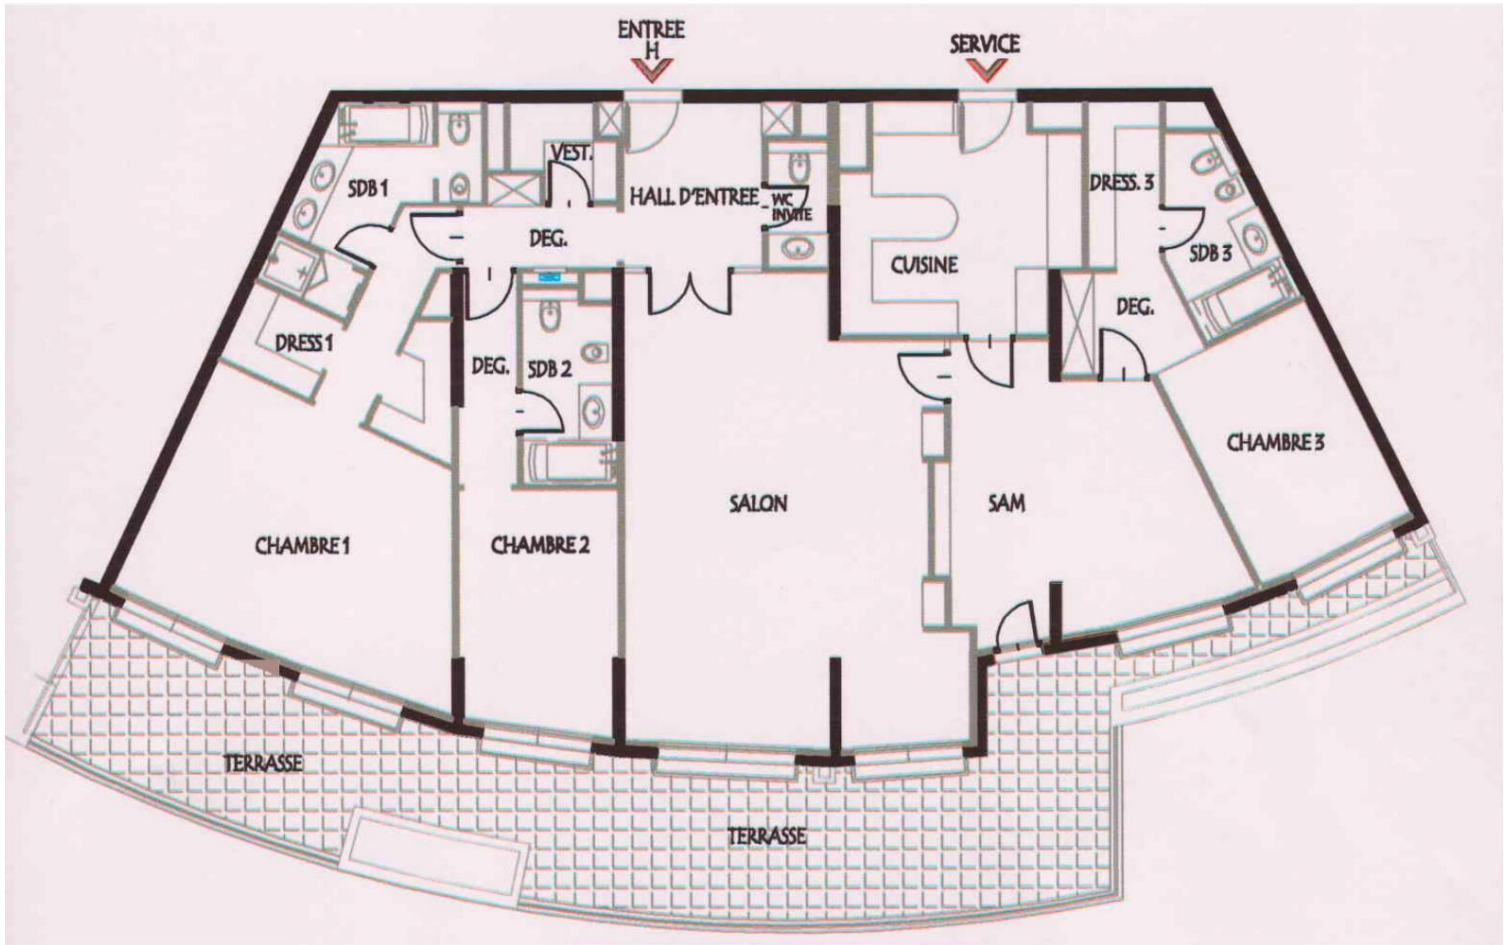 ENTREE
H
SERVICE
VEST.
SDB 1
HALL D'ENTREE
WC
INVITE
DRESS. 3
DEG.
SDB 3
CUISINE
DEG.
DRESS 1
DEG.
SDB 2
CHAMBRE 3
SALON
SAM
CHAMBRE 1
CHAMBRE 2
TERRASSE
TERRASSE